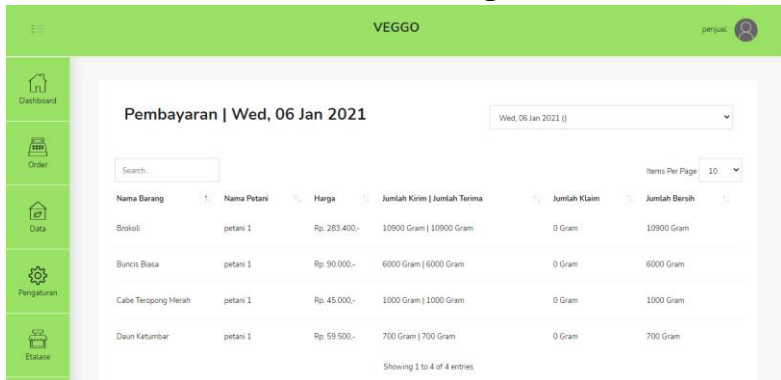 VEGGO
penjual
Dashboard
Order
Data
Pengaturan
Etalase
Pembayaran | Wed, 06 Jan 2021
Wed, 06 Jan 2021 ()
Search..
Items Per Page 10
Nama Barang Nama Petani Harga Jumlah Kirim | Jumlah Terima Jumlah Klaim Jumlah Bersih
Brokoli petani 1 Rp. 283.400,- 10900 Gram | 10900 Gram 0 Gram 10900 Gram
Buncis Biasa petani 1 Rp. 90.000,- 6000 Gram | 6000 Gram 0 Gram 6000 Gram
Cabe Teropong Merah petani 1 Rp. 45.000,- 1000 Gram | 1000 Gram 0 Gram 1000 Gram
Daun Ketumbar petani 1 Rp. 59.500,- 700 Gram | 700 Gram 0 Gram 700 Gram
Showing 1 to 4 of 4 entries